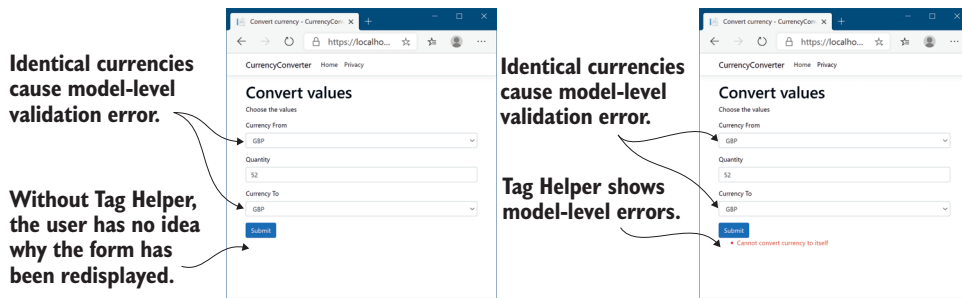 Convert currency - CurrencyCon
https://localho...
CurrencyConverter Home Privacy
Identical currencies
cause model-level
validation error.
Convert values
Choose the values
Currency From
GBP
Quantity
52
Currency To
GBP
Submit
Without Tag Helper,
the user has no idea
why the form has
been redisplayed.
Convert currency - CurrencyCon
https://localho...
CurrencyConverter Home Privacy
Identical currencies
cause model-level
validation error.
Convert values
Choose the values
Currency From
GBP
Quantity
52
Currency To
GBP
Submit
• Cannot convert currency to itself
Tag Helper shows
model-level errors.